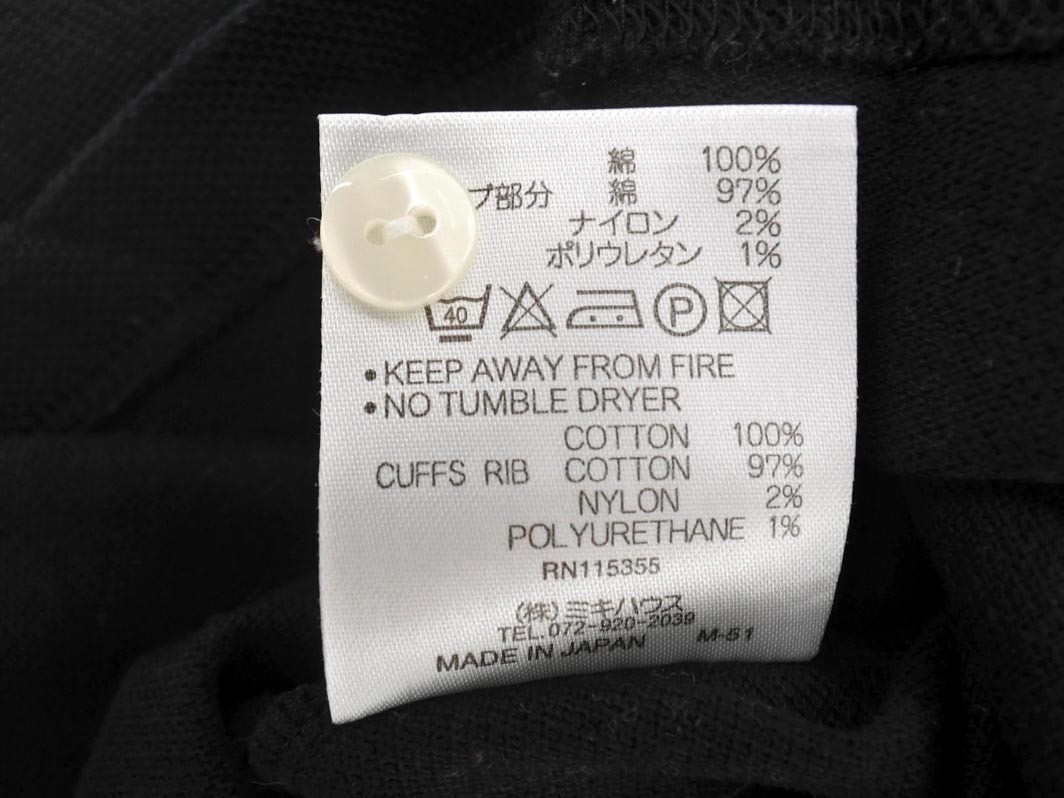 綿 100%
プ部分 綿 97%
ナイロン 2%
ポリウレタン 1%
40 P
•KEEP AWAY FROM FIRE
•NO TUMBLE DRYER
COTTON 100%
CUFFS RIB COTTON 97%
NYLON 2%
POLYURETHANE 1%
RN115355
(株)ミキハウス
TEL.072-920-2039
MADE IN JAPAN M-51